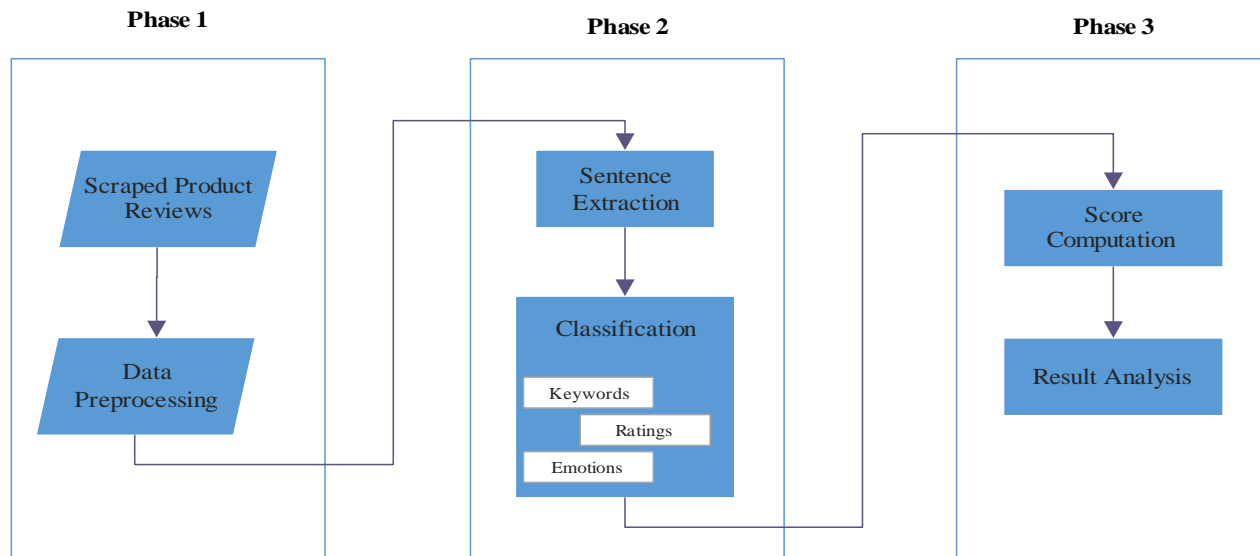 Phase 1
Scraped Product
Reviews
Data
Preprocessing
Phase 2
Sentence
Extraction
Classification
Keywords
Ratings
Emotions
Phase 3
Score
Computation
Result Analysis